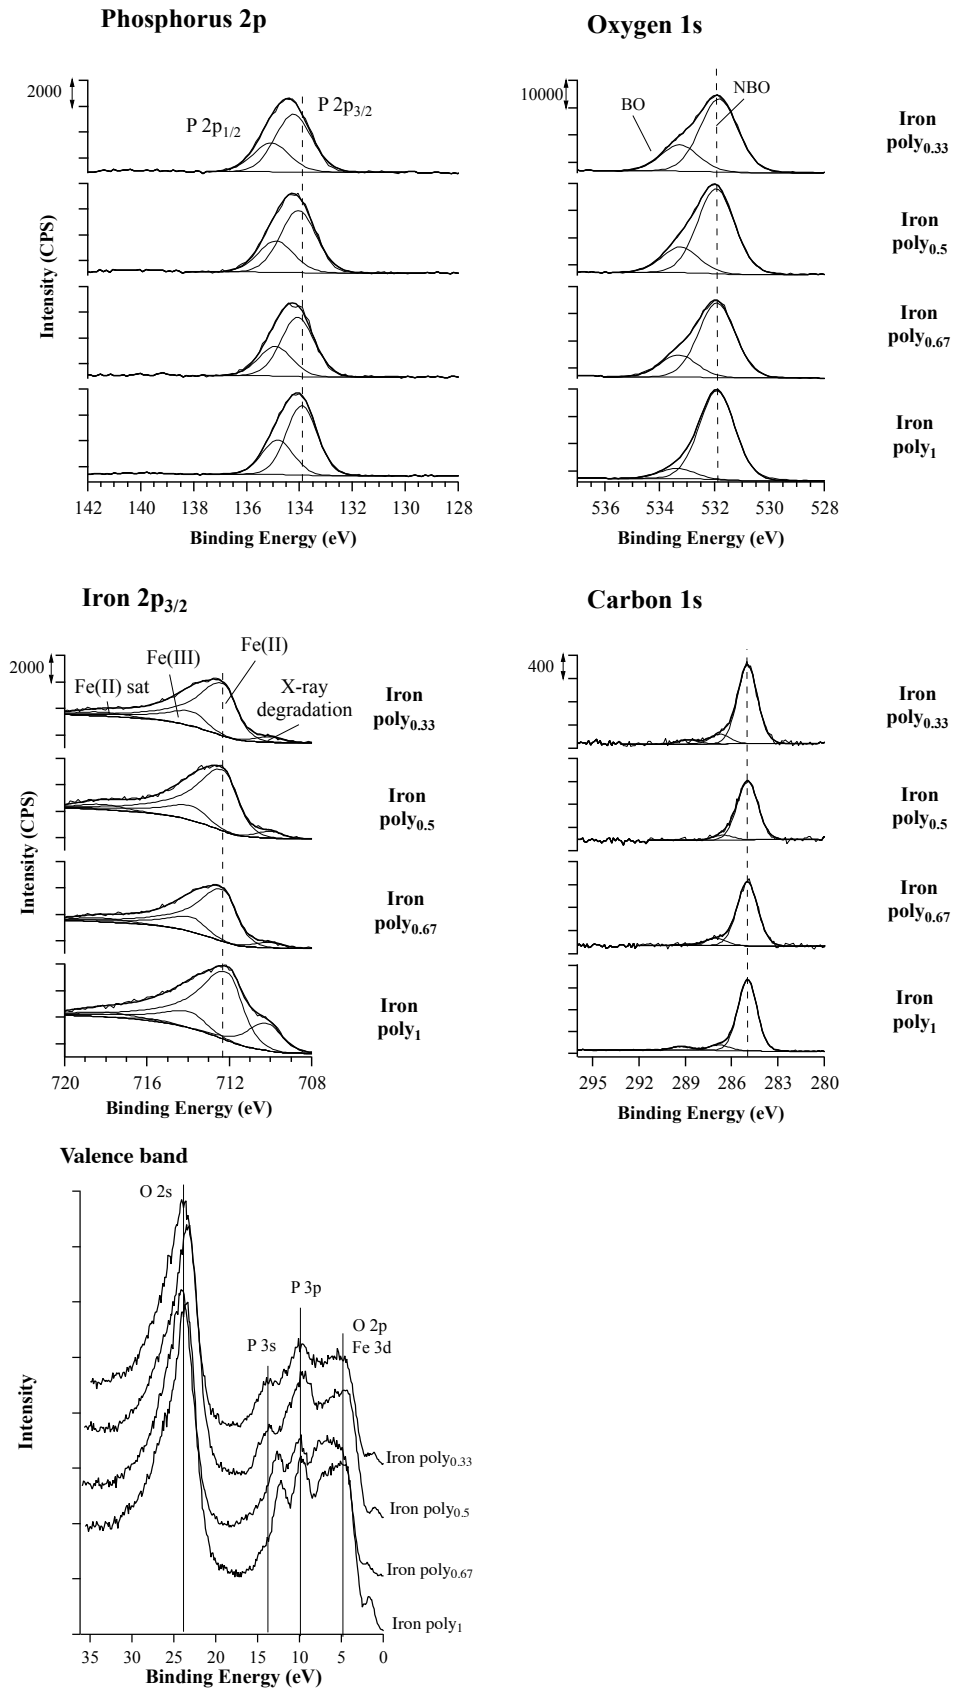 Phosphorus 2p
Oxygen 1s
2000
P 2p1/2
P 2p3/2
10000
BO
NBO
Iron
poly0.33
Iron
poly0.5
Iron
poly0.67
Iron
poly1
Intensity (CPS)
142 140 138 136 134 132 130 128
Binding Energy (eV)
536 534 532 530 528
Binding Energy (eV)
Iron 2p3/2
Carbon 1s
2000
Fe(II) sat
Fe(III)
Fe(II)
X-ray
degradation
Iron
poly0.33
Iron
poly0.5
Iron
poly0.67
Iron
poly1
400
Iron
poly0.33
Iron
poly0.5
Iron
poly0.67
Iron
poly1
Intensity (CPS)
720 716 712 708
Binding Energy (eV)
295 292 289 286 283 280
Binding Energy (eV)
Valence band
O 2s
P 3s
P 3p
O 2p
Fe 3d
Iron poly0.33
Iron poly0.5
Iron poly0.67
Iron poly1
Intensity
35 30 25 20 15 10 5 0
Binding Energy (eV)